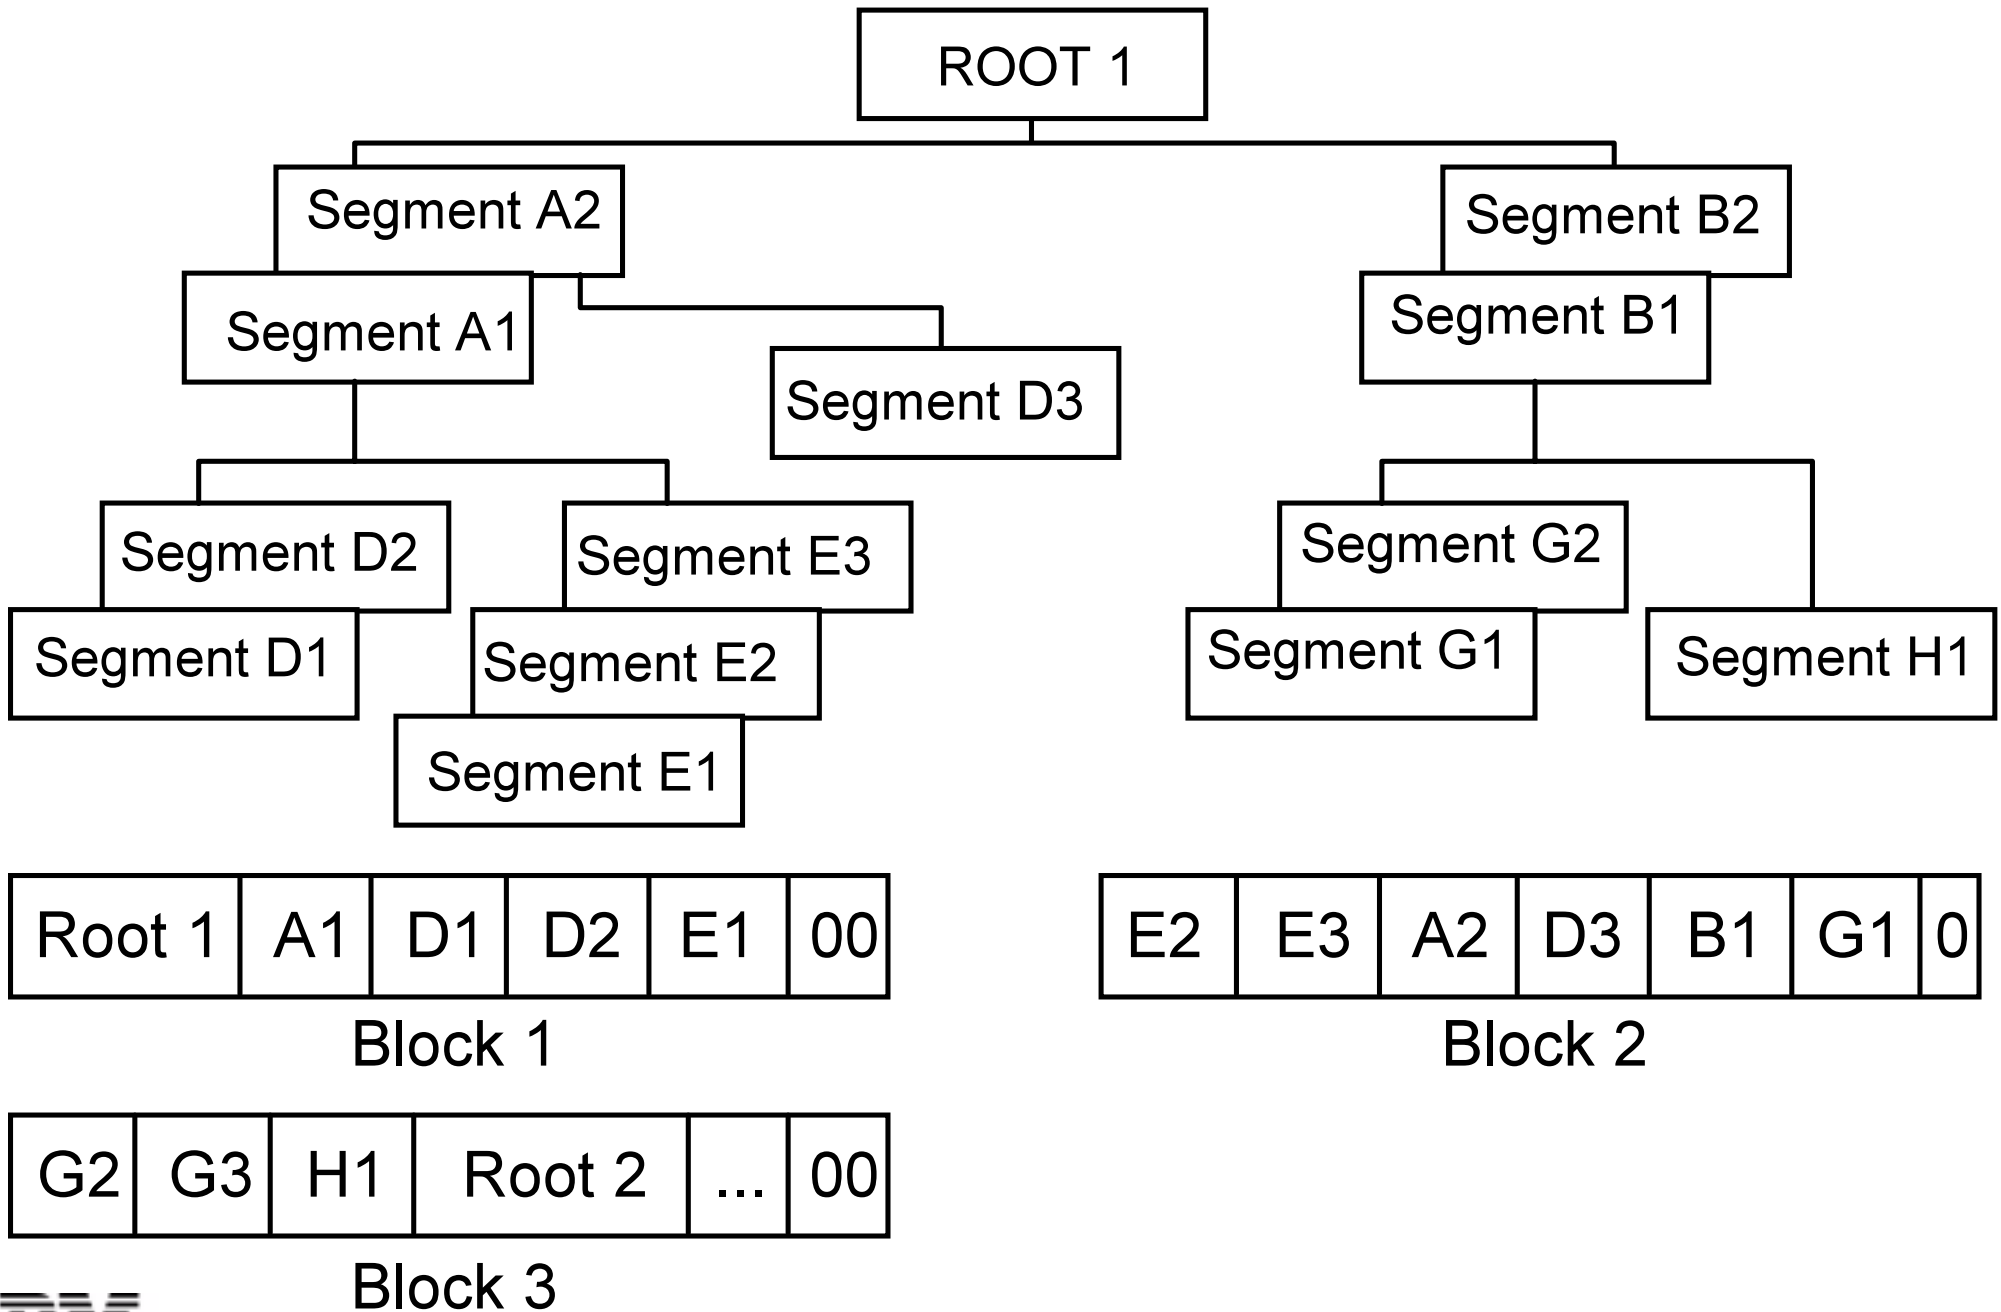 ROOT 1
Segment A2
Segment B2
Segment A1
Segment B1
Segment D3
Segment D2
Segment E3
Segment G2
Segment D1
Segment E2
Segment G1
Segment H1
Segment E1
Root 1 A1 D1 D2 E1 00
Block 1
E2 E3 A2 D3 B1 G1 0
Block 2
G2 G3 H1 Root 2 ... 00
Block 3